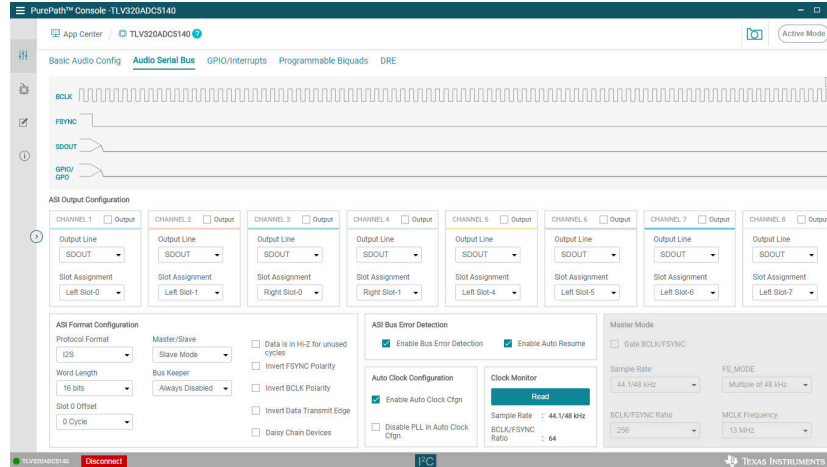 PurePath™ Console -TLV320ADC5140
App Center / TLV320ADC5140 ?
Active Mode
Basic Audio Config Audio Serial Bus GPIO/Interrupts Programmable Biquads DRE
BCLK
FSYNC
SDOUT
GPIO/
GPO
ASI Output Configuration
CHANNEL 1 Output CHANNEL 2 Output CHANNEL 3 Output CHANNEL 4 Output CHANNEL 5 Output CHANNEL 6 Output CHANNEL 7 Output CHANNEL 8 Outpu
Output Line Output Line Output Line Output Line Output Line Output Line Output Line Output Line
SDOUT SDOUT SDOUT SDOUT SDOUT SDOUT SDOUT SDOUT
Slot Assignment Slot Assignment Slot Assignment Slot Assignment Slot Assignment Slot Assignment Slot Assignment Slot Assignment
Left Slot-0 Left Slot-1 Right Slot-0 Right Slot-1 Left Slot-4 Left Slot-5 Left Slot-6 Left Slot-7
ASI Format Configuration
Protocol Format
I2S
Word Length
16 bits
Slot 0 Offset
0 Cycle
Master/Slave
Slave Mode
Bus Keeper
Always Disabled
Data is in Hi-Z for unused
cycles
Invert FSYNC Polarity
Invert BCLK Polarity
Invert Data Transmit Edge
Daisy Chain Devices
ASI Bus Error Detection
Enable Bus Error Detection Enable Auto Resume
Auto Clock Configuration
Enable Auto Clock Cfgn
Disable PLL in Auto Clock
Cfgn
Clock Monitor
Read
Sample Rate : 44.1/48 kHz
BCLK/FSYNC
Ratio : 64
Master Mode
Gate BCLK/FSYNC
Sample Rate FS_MODE
44.1/48 kHz Multiple of 48 kHz
BCLK/FSYNC Ratio MCLK Frequency
256 13 MHz
TLV320ADC5140 Disconnect I²C TEXAS INSTRUMENTS